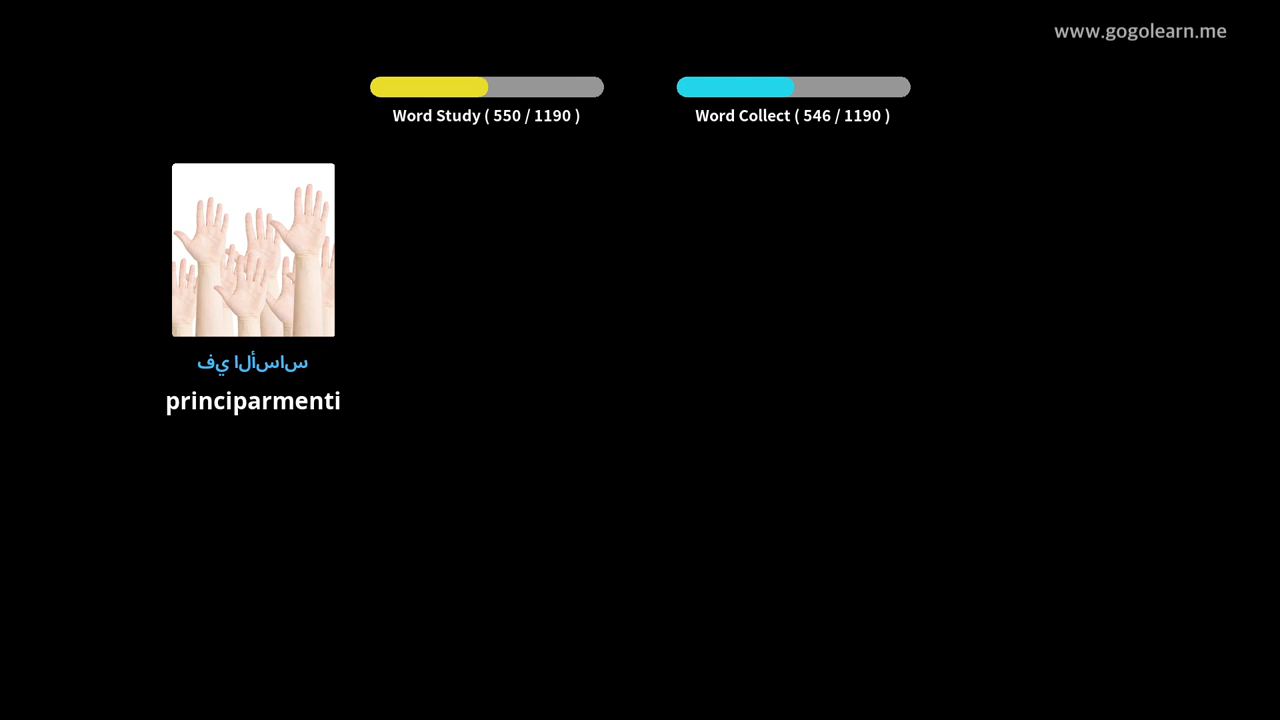 www.gogolearn.me
Word Study ( 550 / 1190 )
Word Collect ( 546 / 1190 )
في الأساس
principarmenti